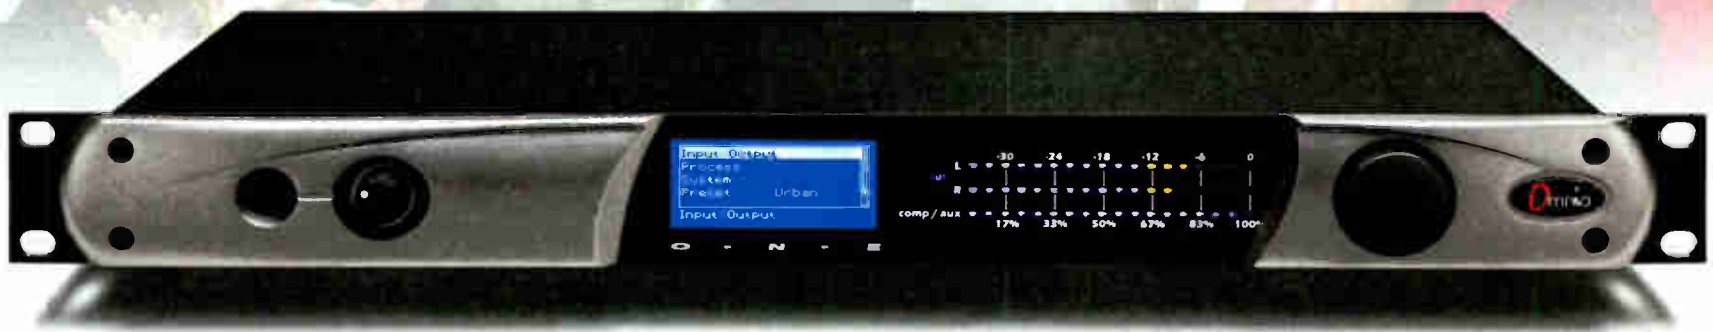 Input Output
Process
System
Preset Urban
Input Output
O - N - E
-30 -24 -18 -12 -6 0
L
R
comp / aux
17% 33% 50% 67% 83% 100%
Omnia